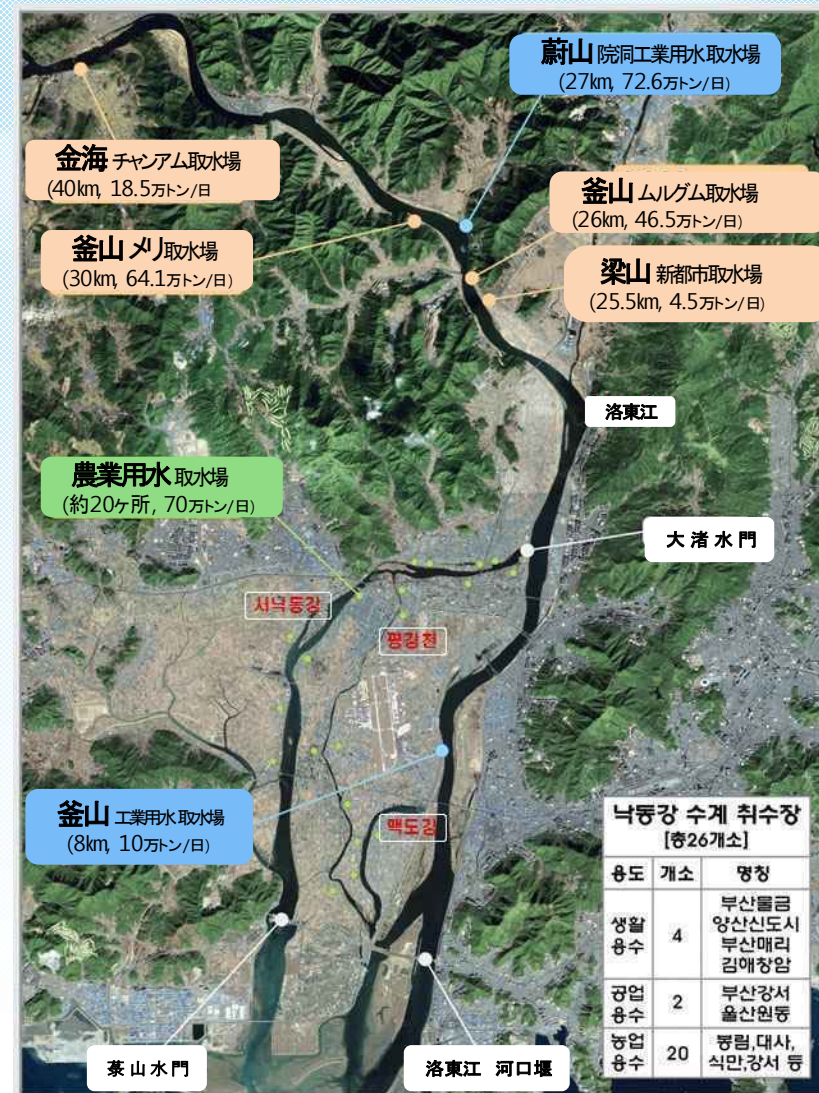 蔚山 院洞工業用水 取水場
(27km, 72.6万トン/日)
金海 チャンアム取水場
(40km, 18.5万トン/日
釜山 ムルグム取水場
(26km, 46.5万トン/日)
釜山 メリ取水場
(30km, 64.1万トン/日)
梁山 新都市取水場
(25.5km, 4.5万トン/日)
洛東江
農業用水 取水場
(約20ヶ所, 70万トン/日)
大渚水門
서낙동강
평강천
釜山 工業用水 取水場
(8km, 10万トン/日)
맥도강
낙동강 수계 취수장
[총26개소]
용도 개소 명칭
생활용수 4 부산물금
양산신도시
부산매리
김해창암
공업용수 2 부산강서
울산원동
농업용수 20 봉림,대사,
식만,강서 등
菉山水門
洛東江 河口堰